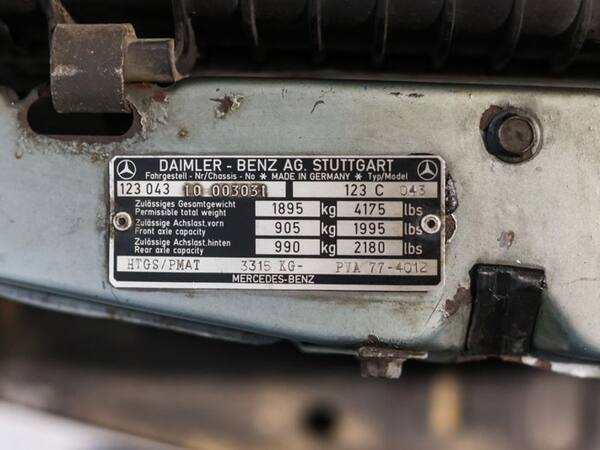 DAIMLER - BENZ AG. STUTTGART
Fahrgestell - Nr/Chassis - No ✶ MADE IN GERMANY ✶ Typ/Model
123 043 10 003031 123 C 043
Zulässiges Gesamtgewicht
Permissible total weight 1895 kg 4175 lbs
Zulässige Achslast.vorn
Front axle capacity 905 kg 1995 lbs
Zulässige Achslast.hinten
Rear axle capacity 990 kg 2180 lbs
HTGS/PMAT 3315 KG- PVA 77-4012
MERCEDES-BENZ